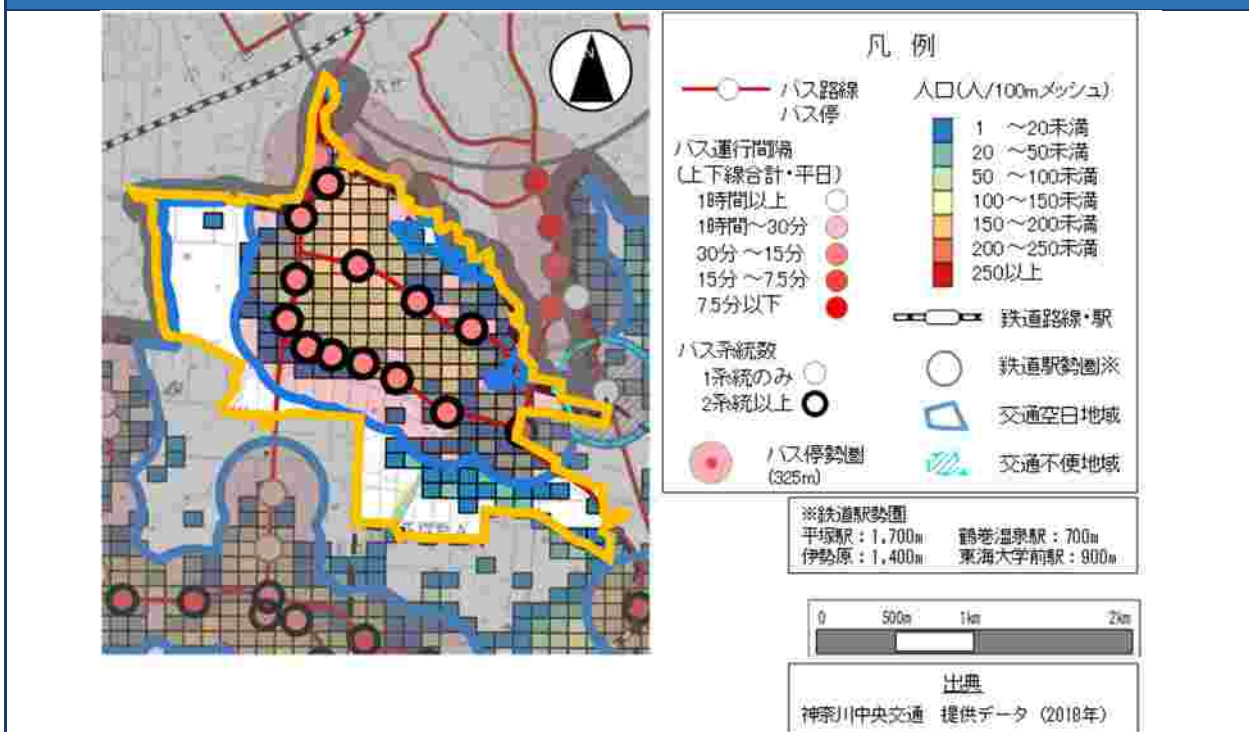 N
凡 例
バス路線
バス停
バス運行間隔
(上下線合計・平日)
1時間以上
1時間～30分
30分～15分
15分～7.5分
7.5分以下
バス系統数
1系統のみ
2系統以上
バス停勢圏
(325m)
人口(人/100mメッシュ)
1 ～20未満
20 ～50未満
50 ～100未満
100～150未満
150～200未満
200～250未満
250以上
鉄道路線・駅
鉄道駅勢圏※
交通空白地域
交通不便地域
※鉄道駅勢圏
平塚駅：1,700m 鶴巻温泉駅：700m
伊勢原：1,400m 東海大学前駅：900m
0 500m 1km 2km
出典
神奈川中央交通 提供データ（2018年）